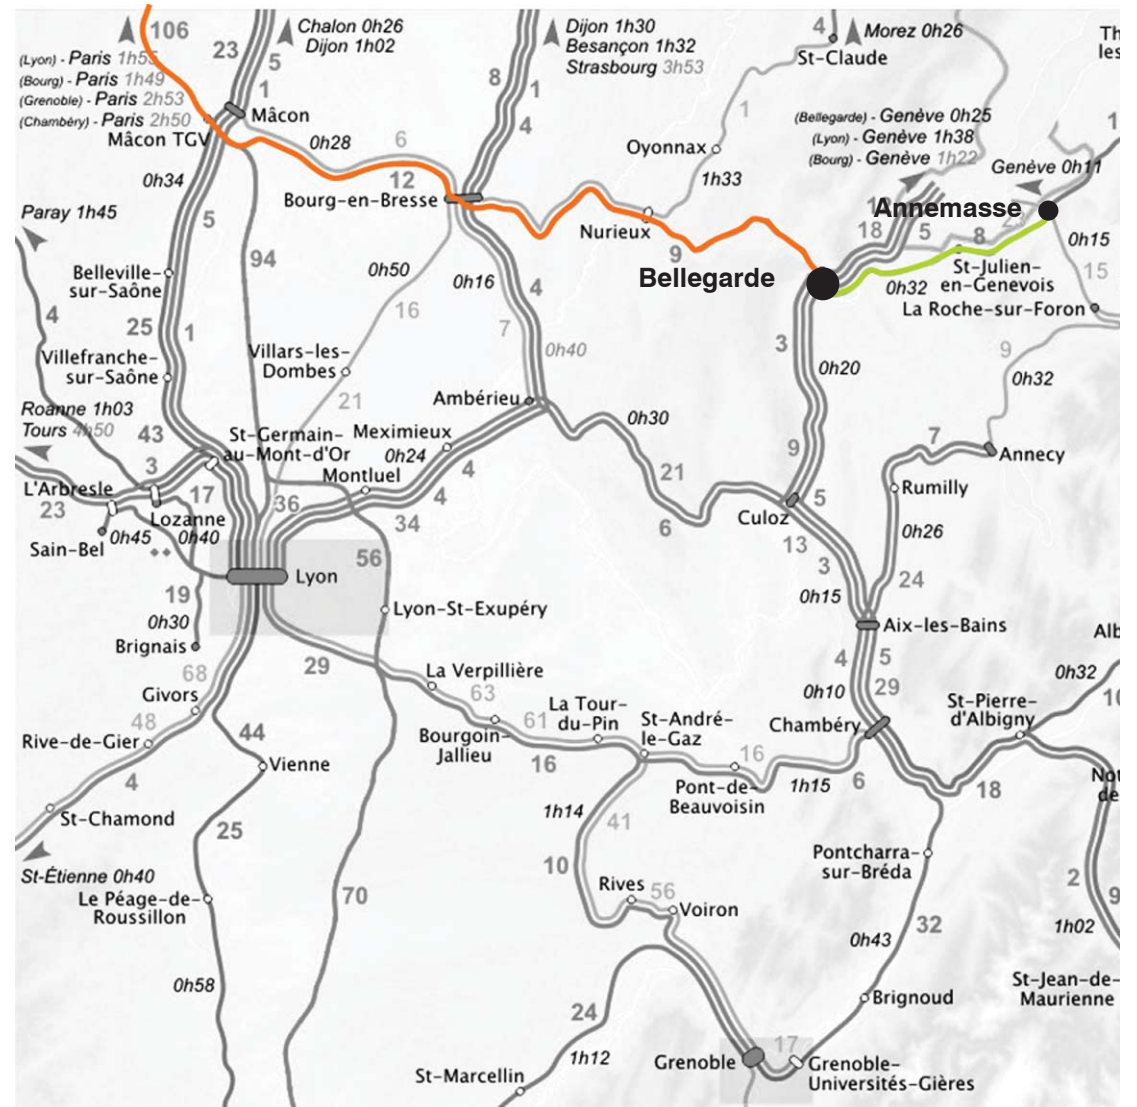 106
23
5
1
Chalon 0h26
Dijon 1h02
8
1
4
Dijon 1h30
Besançon 1h32
Strasbourg 3h53
4
Morez 0h26
St-Claude
Th
les
(Lyon) - Paris 1h55
(Bourg) - Paris 1h49
(Grenoble) - Paris 2h53
(Chambéry) - Paris 2h50
Mâcon TGV
Mâcon
0h28
6
12
Bourg-en-Bresse
1
Oyonnax
1h33
Nurieux
9
(Bellegarde) - Genève 0h25
(Lyon) - Genève 1h38
(Bourg) - Genève 1h22
1
Genève 0h11
Annemasse
18
5
8
0h32
St-Julien-
en-Genevois
0h15
15
La Roche-sur-Foron
Bellegarde
0h34
5
Paray 1h45
4
Belleville-
sur-Saône
25
1
94
0h50
16
0h16
4
7
0h40
3
0h20
9
9
0h32
Villefranche-
sur-Saône
Villars-les-
Dombes
21
Ambérieu
0h30
Roanne 1h03
Tours 4h50
43
St-Germain-
au-Mont-d'Or
Meximieux
0h24
Montluel
4
4
34
21
6
Culoz
5
13
3
0h15
7
Annecy
Rumilly
0h26
24
L'Arbresle
3
17
36
23
Lozanne
0h45
0h40
Sain-Bel
19
0h30
Brignais
Lyon
56
Lyon-St-Exupéry
Aix-les-Bains
4
5
0h10
29
Chambéry
Alb
0h32
10
St-Pierre-
d'Albigny
68
Givors
48
Rive-de-Gier
4
St-Chamond
St-Étienne 0h40
29
La Verpillière
63
Bourgoin-
Jallieu
61
16
La Tour-
du-Pin
St-André-
le-Gaz
16
Pont-de-
Beauvoisin
1h15
6
18
Not
de
44
Vienne
25
Le Péage-de-
Roussillon
0h58
70
1h14
41
10
Rives
56
Voiron
Pontcharra-
sur-Bréda
32
0h43
Brignoud
2
9
1h02
St-Jean-de-
Maurienne
24
1h12
St-Marcellin
Grenoble
17
Grenoble-
Universités-Gières